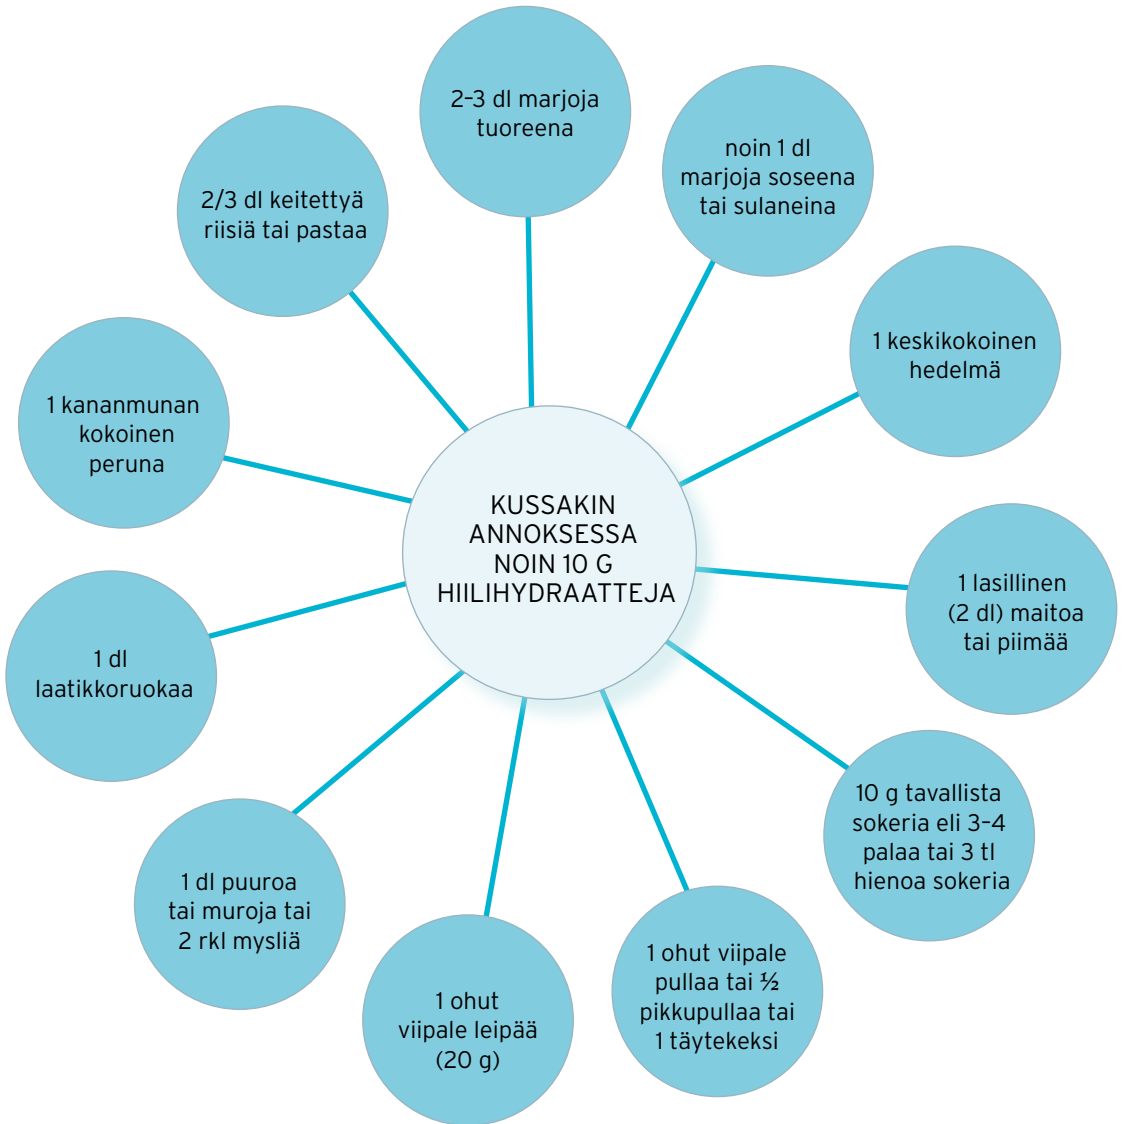 2–3 dl marjoja
tuoreena
noin 1 dl
marjoja soseena
tai sulaneina
2/3 dl keitettyä
riisiä tai pastaa
1 keskikokoinen
hedelmä
1 kananmunan
kokoinen
peruna
KUSSAKIN
ANNOKSESSA
NOIN 10 G
HIILIHYDRAATTEJA
1 lasillinen
(2 dl) maitoa
tai piimää
1 dl
laatikkoruokaa
10 g tavallista
sokeria eli 3–4
palaa tai 3 tl
hienoa sokeria
1 dl puuroa
tai muroja tai
2 rkl mysliä
1 ohut viipale
pullaa tai ½
pikkupullaa tai
1 täytekeksi
1 ohut
viipale leipää
(20 g)